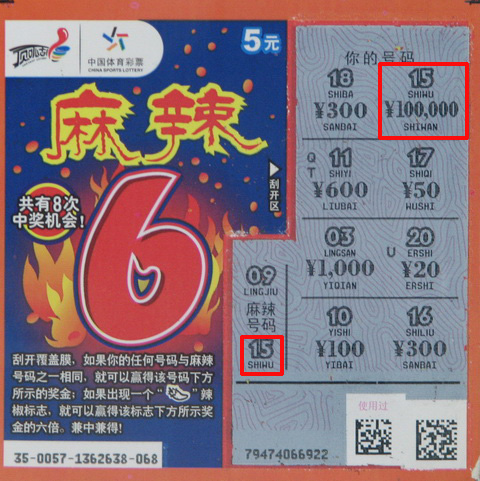 顶呱刮
中国体育彩票
CHINA SPORTS LOTTERY
5元
麻辣
6
共有8次
中奖机会!
刮开区
刮开覆盖膜，如果你的任何号码与麻辣
号码之一相同，就可以赢得该号码下方
所示的奖金；如果出现一个“ ”辣
椒标志，就可以赢得该标志下方所示奖
金的六倍。兼中兼得!
35-0057-1362638-068
你的号码
18 15
SHIBA SHIWU
¥300 ¥100,000
SANBAI SHIWAN
Q
T
11 17
SHIYI SHIQI
¥600 ¥50
LIUBAI WUSHI
03 20
LINGSAN ERSHI
U
¥1,000 ¥20
YIQIAN ERSHI
10 16
YISHI SHILIU
¥100 ¥300
YIBAI SANBAI
09
LINGJIU
麻辣
号码
15
SHIWU
使用过
79474066922